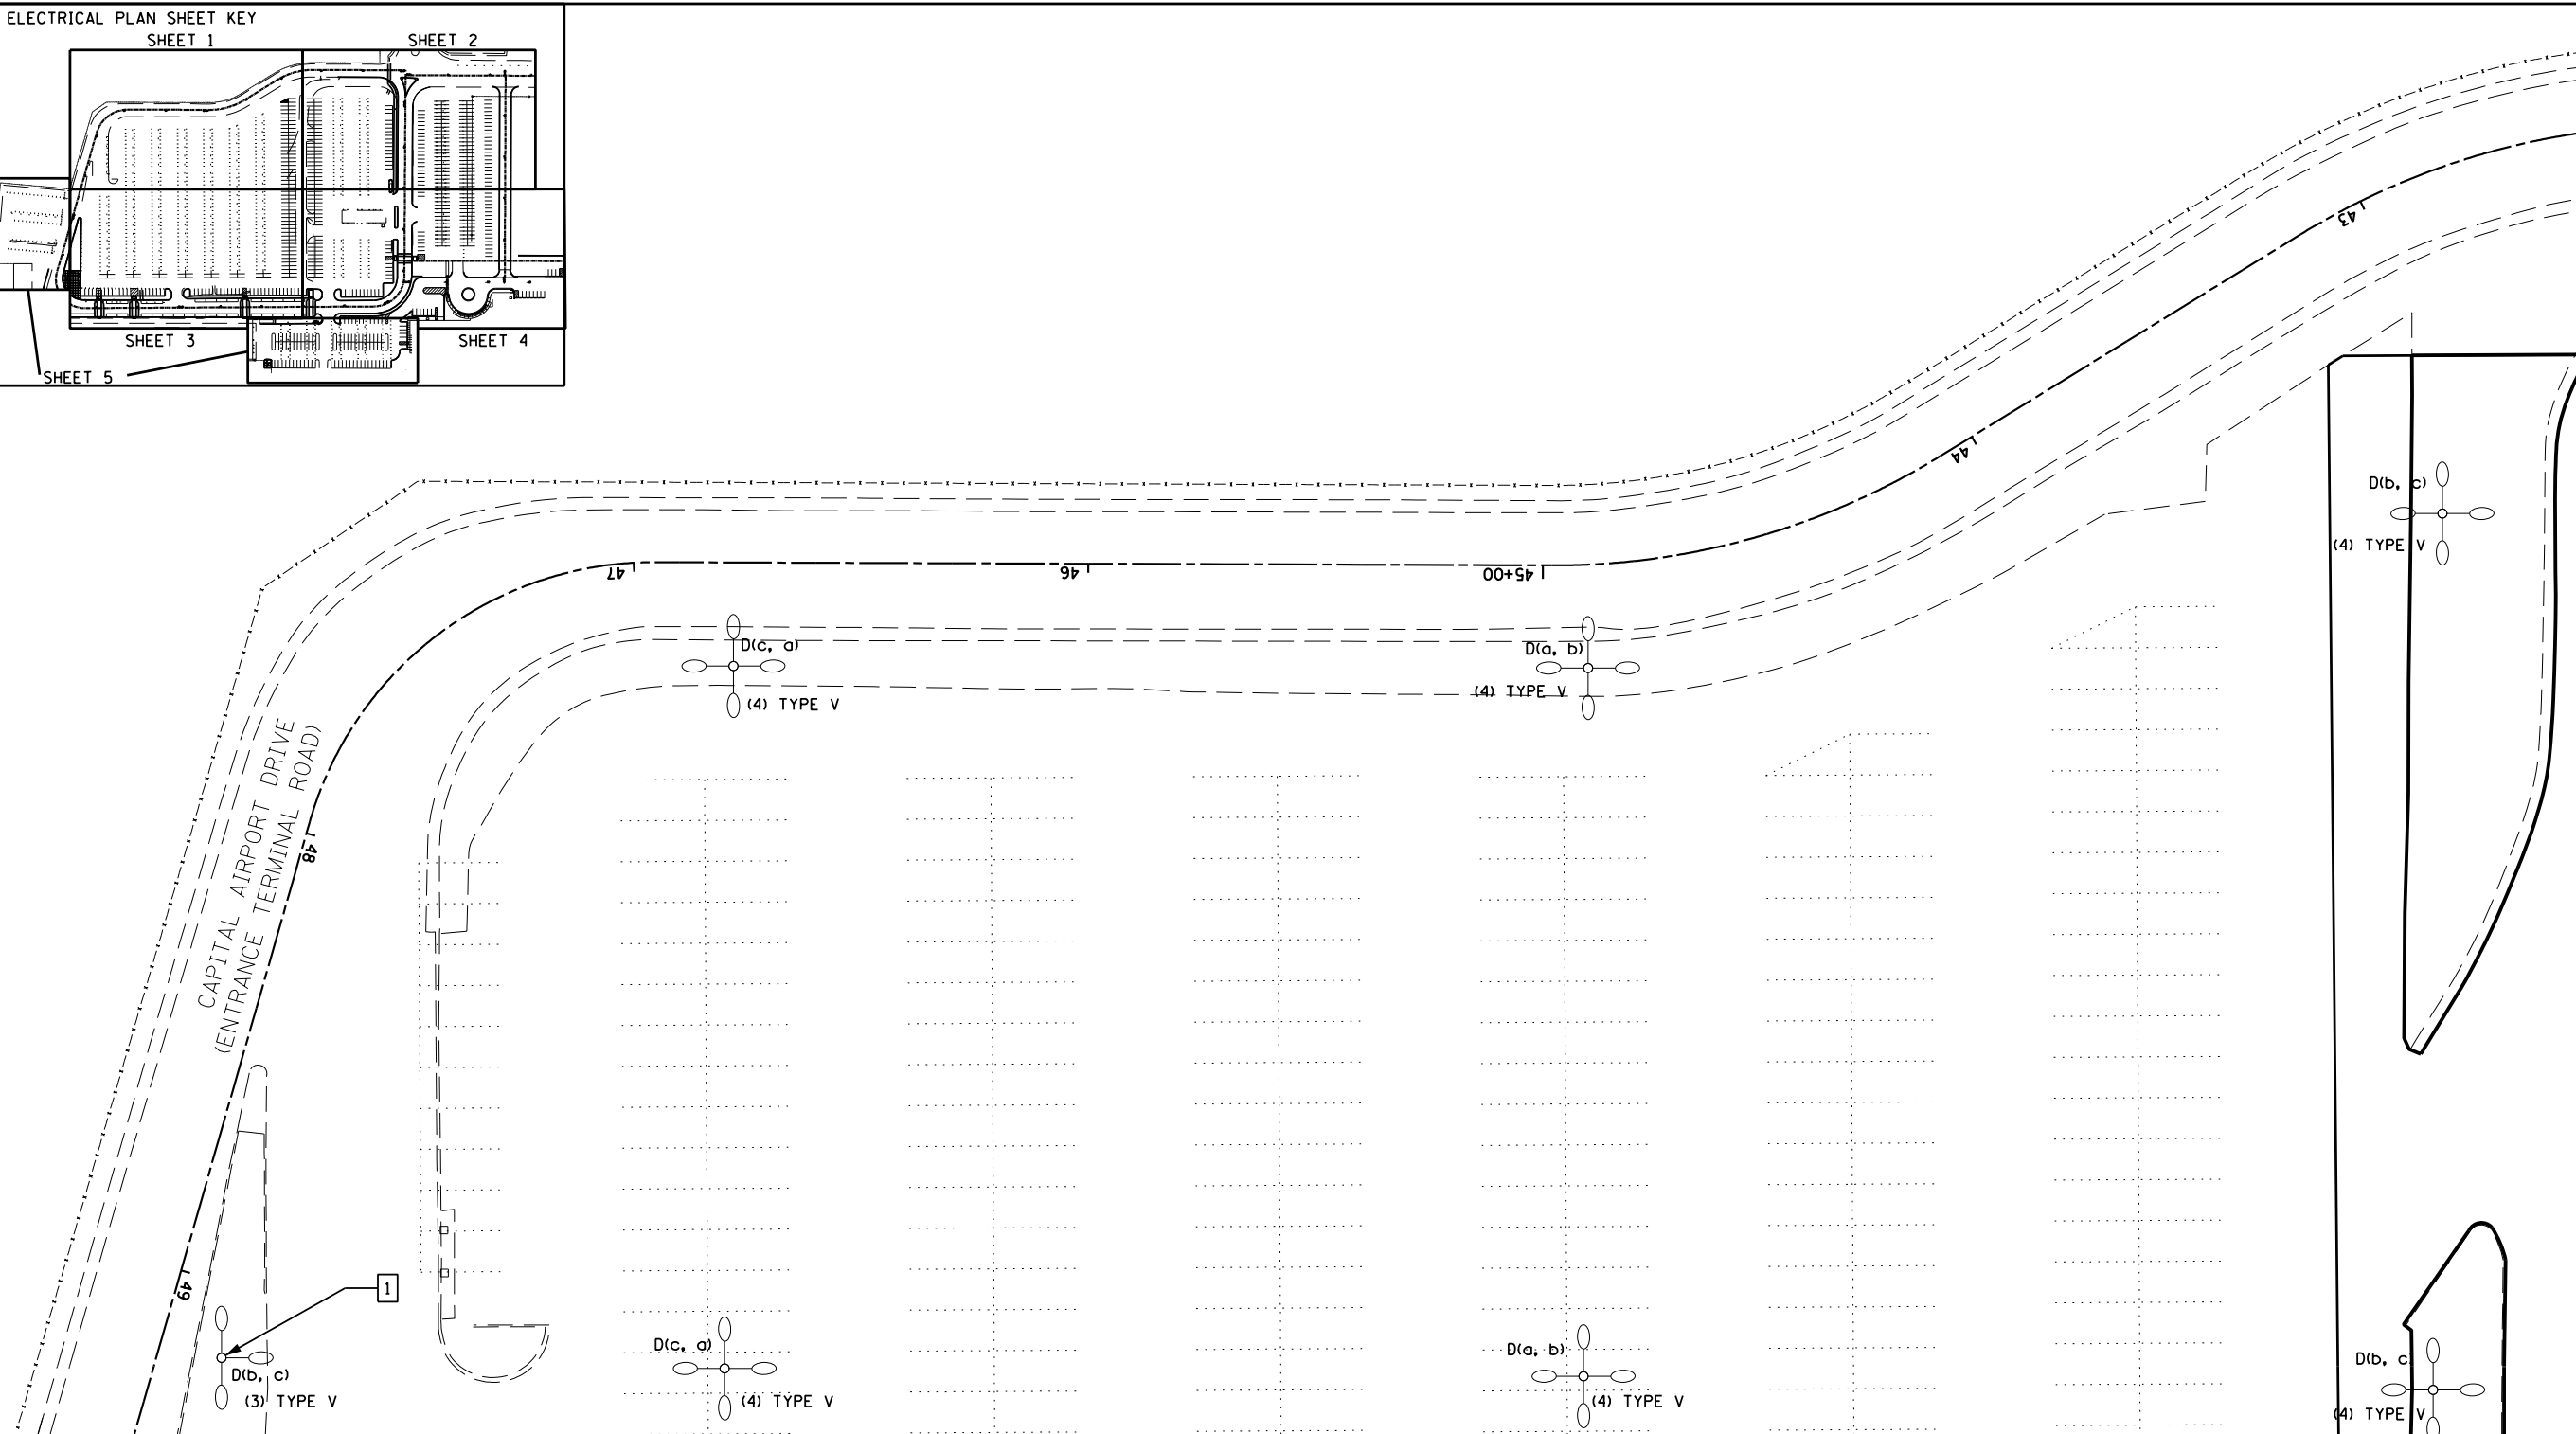 ELECTRICAL PLAN SHEET KEY
SHEET 1
SHEET 2
SHEET 3
SHEET 4
SHEET 5
43
44
D(b, c)
(4) TYPE V
47
46
45+00
D(c, a)
(4) TYPE V
D(a, b)
(4) TYPE V
CAPITAL AIRPORT DRIVE
(ENTRANCE TERMINAL ROAD)
48
49
1
D(b, c)
(3) TYPE V
D(c, a)
(4) TYPE V
D(a, b)
(4) TYPE V
D(b, c
(4) TYPE V